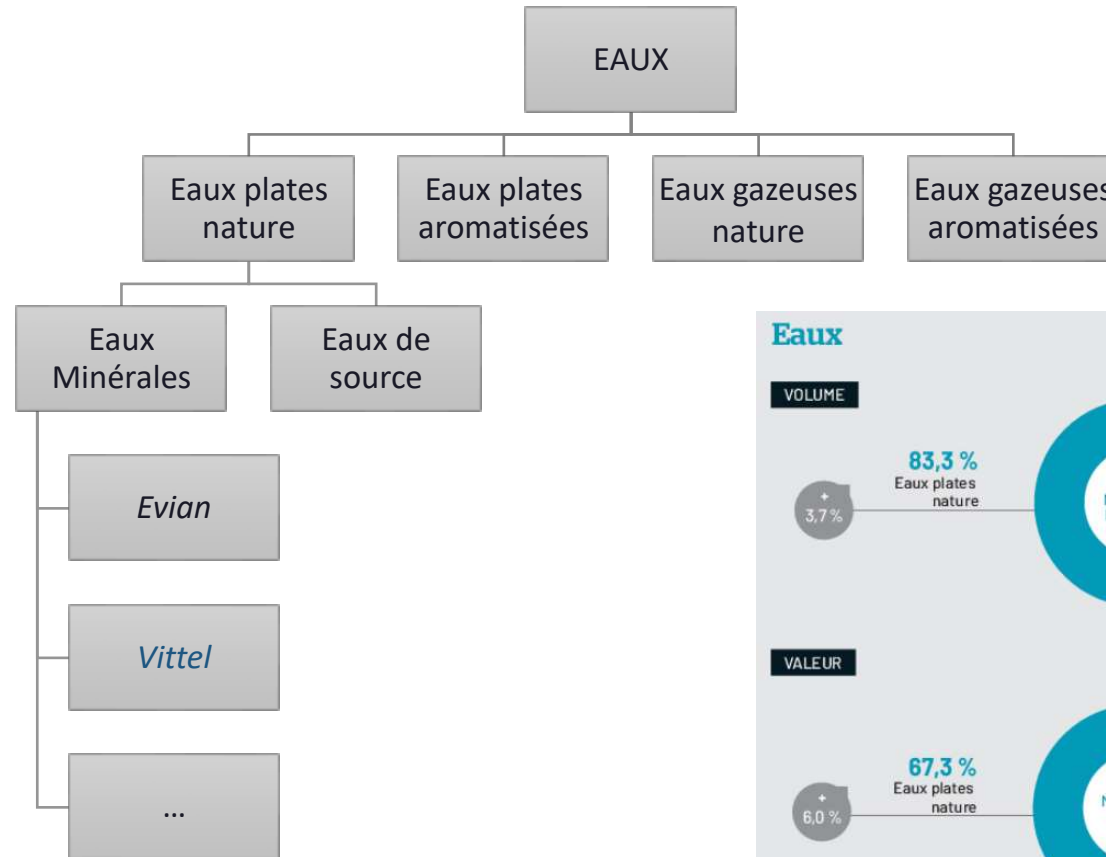 EAUX
Eaux plates
nature
Eaux plates
aromatisées
Eaux gazeuses
nature
Eaux gazeuses
aromatisées
Eaux
Minérales
Eaux de
source
Evian
Vittel
...
Eaux
VOLUME
83,3 %
Eaux plates
nature
+
3,7 %
VALEUR
67,3 %
Eaux plates
nature
+
6,0 %